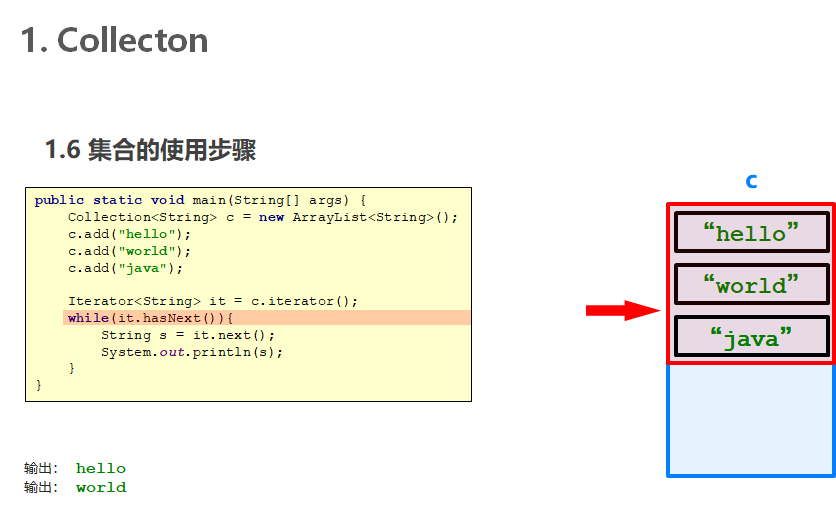 1. Collecton
1.6 集合的使用步骤
public static void main(String[] args) {
    Collection<String> c = new ArrayList<String>();
    c.add("hello");
    c.add("world");
    c.add("java");
    Iterator<String> it = c.iterator();
    while(it.hasNext()){
        String s = it.next();
        System.out.println(s);
    }
}
输出: hello
输出: world
c
“hello”
“world”
“java”